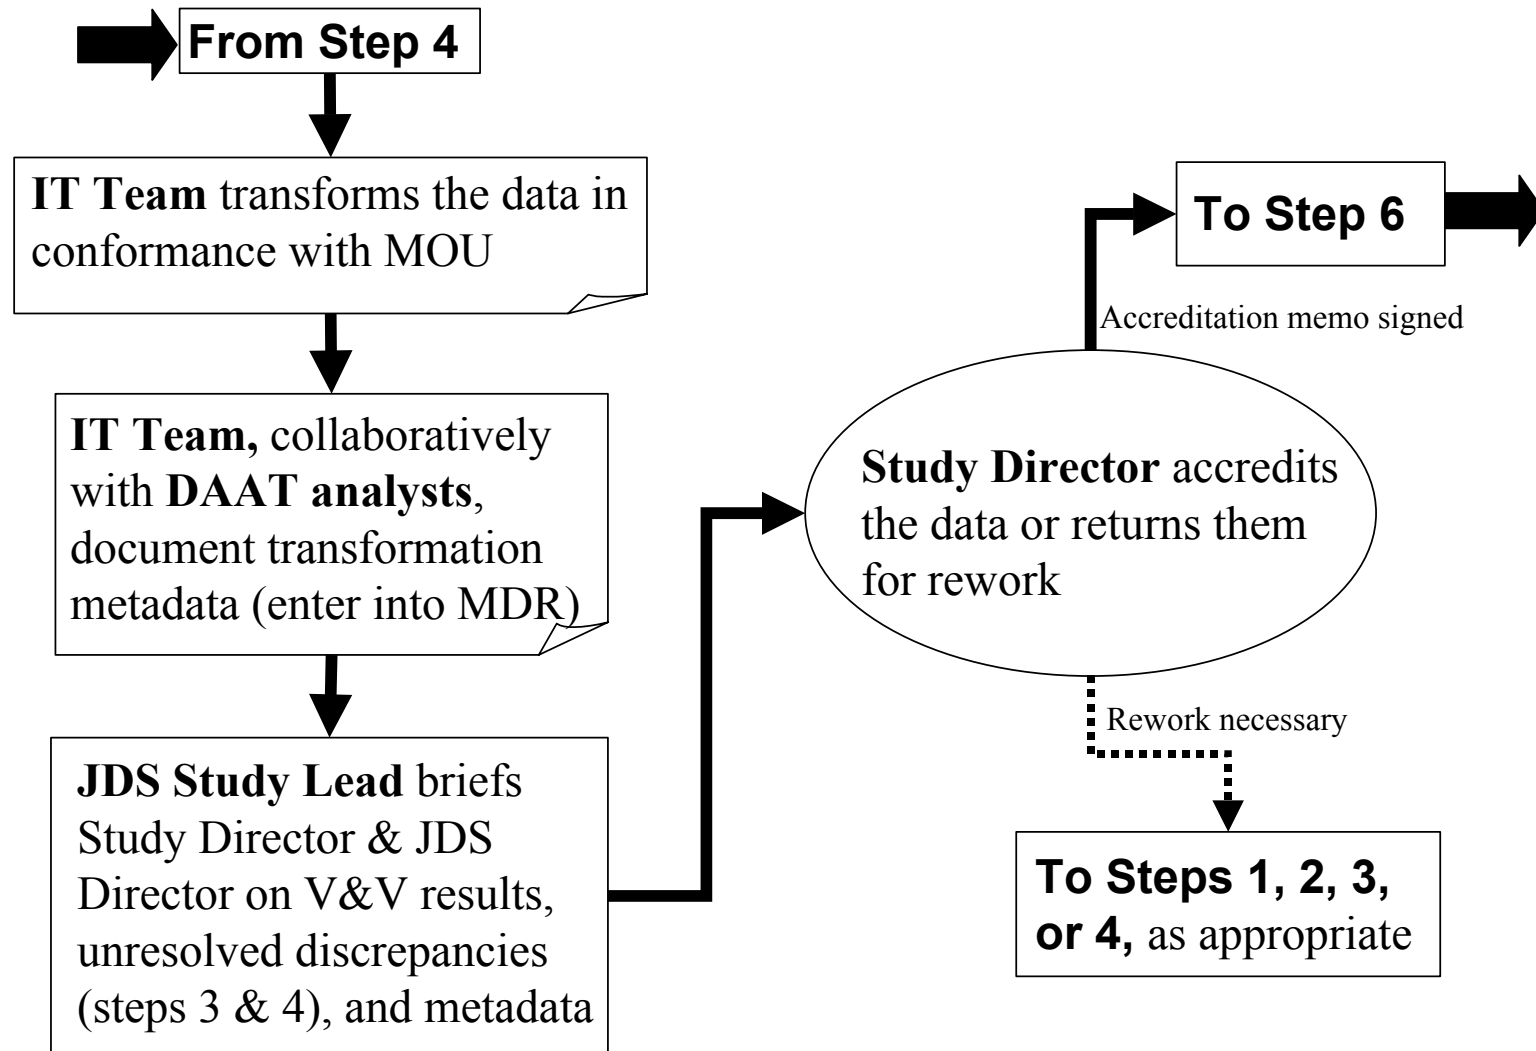 From Step 4
IT Team transforms the data in
conformance with MOU
IT Team, collaboratively
with DAAT analysts,
document transformation
metadata (enter into MDR)
JDS Study Lead briefs
Study Director & JDS
Director on V&V results,
unresolved discrepancies
(steps 3 & 4), and metadata
To Step 6
Accreditation memo signed
Study Director accredits
the data or returns them
for rework
Rework necessary
To Steps 1, 2, 3,
or 4, as appropriate